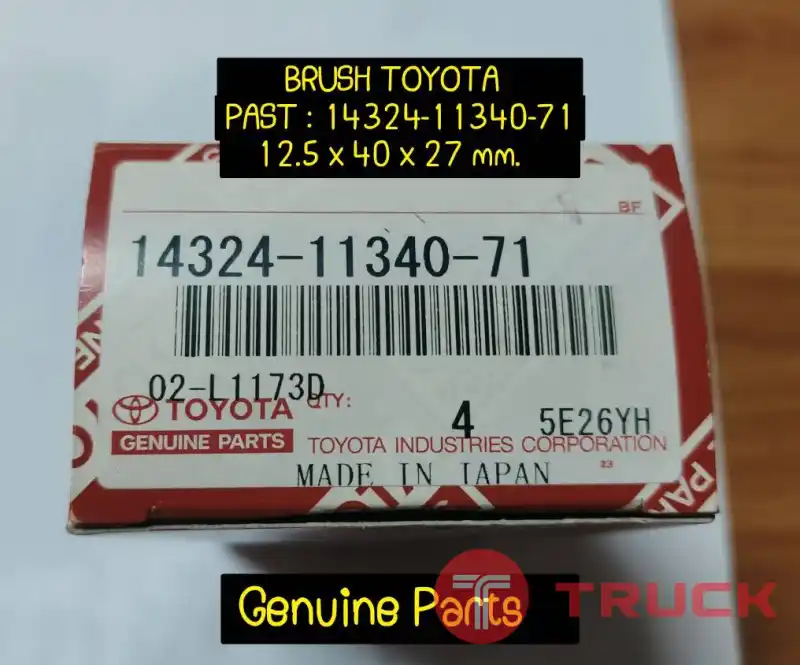 BRUSH TOYOTA
PAST : 14324-11340-71
12.5 x 40 x 27 mm.
BF
14324-11340-71
02-L1173D
TOYOTA QTY: 4 5E26YH
GENUINE PARTS TOYOTA INDUSTRIES CORPORATION
MADE IN JAPAN 23
Genuine Parts
TRUCK